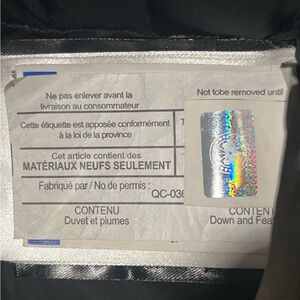 Ne pas enlever avant la
livraison au consommateur
Not tobe removed until
Cette étiquette est apposée conformément
à la loi de la province
T
Cet article contient des
MATÉRIAUX NEUFS SEULEMENT
Fabriqué par / No de permis :
QC-036
CONTENU
Duvet et plumes
CONTENT
Down and Fea